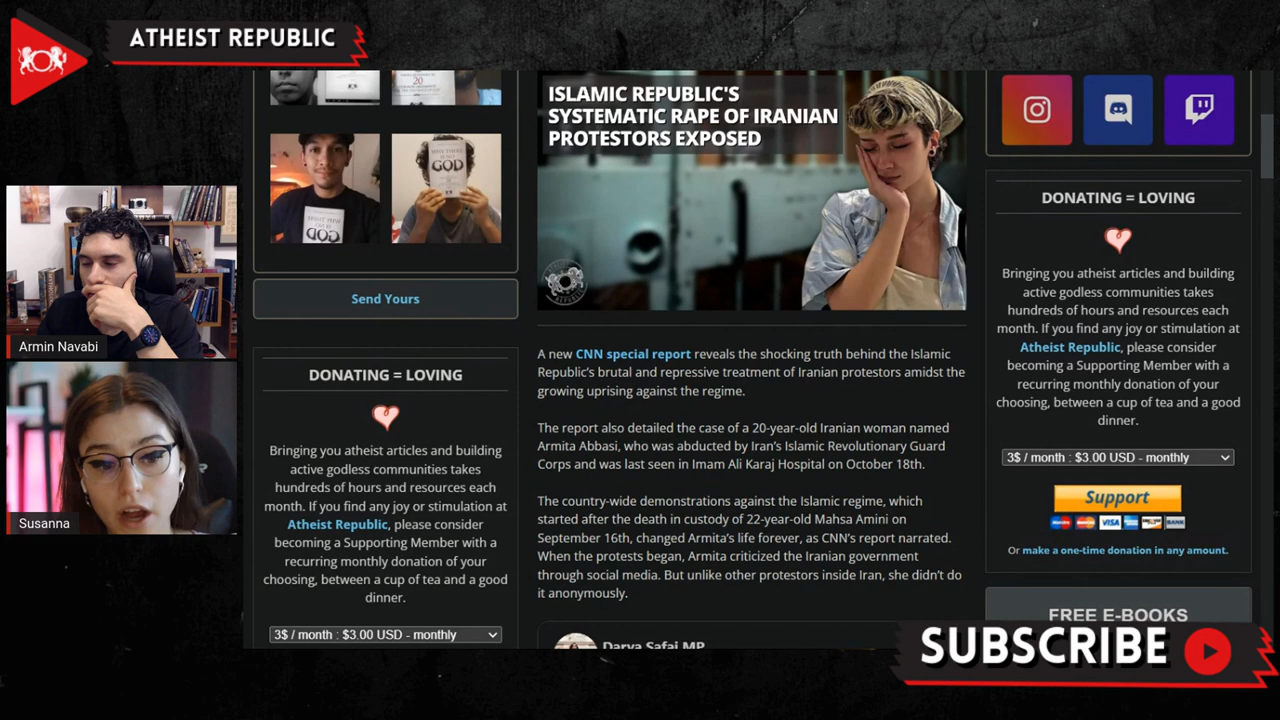 ATHEIST REPUBLIC
Armin Navabi
Susanna
20
GOD
Send Yours
DONATING = LOVING
Bringing you atheist articles and building
active godless communities takes
hundreds of hours and resources each
month. If you find any joy or stimulation at
Atheist Republic, please consider
becoming a Supporting Member with a
recurring monthly donation of your
choosing, between a cup of tea and a good
dinner.
3$ / month : $3.00 USD - monthly
ISLAMIC REPUBLIC'S
SYSTEMATIC RAPE OF IRANIAN
PROTESTORS EXPOSED
A new CNN special report reveals the shocking truth behind the Islamic
Republic's brutal and repressive treatment of Iranian protestors amidst the
growing uprising against the regime.
The report also detailed the case of a 20-year-old Iranian woman named
Armita Abbasi, who was abducted by Iran's Islamic Revolutionary Guard
Corps and was last seen in Imam Ali Karaj Hospital on October 18th.
The country-wide demonstrations against the Islamic regime, which
started after the death in custody of 22-year-old Mahsa Amini on
September 16th, changed Armita's life forever, as CNN's report narrated.
When the protests began, Armita criticized the Iranian government
through social media. But unlike other protestors inside Iran, she didn't do
it anonymously.
Darya Safai MP
DONATING = LOVING
Bringing you atheist articles and building
active godless communities takes
hundreds of hours and resources each
month. If you find any joy or stimulation at
Atheist Republic, please consider
becoming a Supporting Member with a
recurring monthly donation of your
choosing, between a cup of tea and a good
dinner.
3$ / month : $3.00 USD - monthly
Support
VISA
BANK
Or make a one-time donation in any amount.
FREE E-BOOKS
SUBSCRIBE